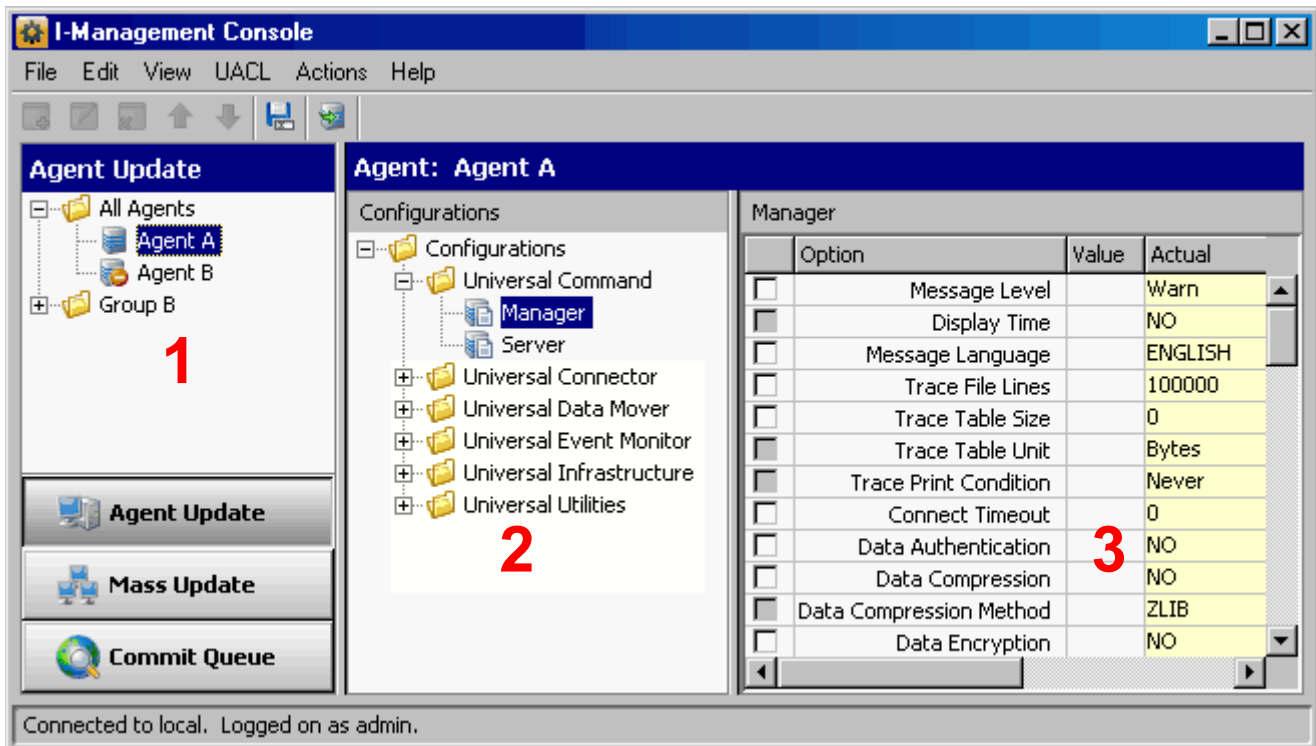 I-Management Console
File Edit View UACL Actions Help
Agent Update
All Agents
Agent A
Agent B
Group B
1
Agent Update
Mass Update
Commit Queue
Agent: Agent A
Configurations
Configurations
Universal Command
Manager
Server
Universal Connector
Universal Data Mover
Universal Event Monitor
Universal Infrastructure
Universal Utilities
2
Manager
Option Value Actual
Message Level Warn
Display Time NO
Message Language ENGLISH
Trace File Lines 100000
Trace Table Size 0
Trace Table Unit Bytes
Trace Print Condition Never
Connect Timeout 0
Data Authentication NO
Data Compression NO
Data Compression Method ZLIB
Data Encryption NO
3
Connected to local. Logged on as admin.